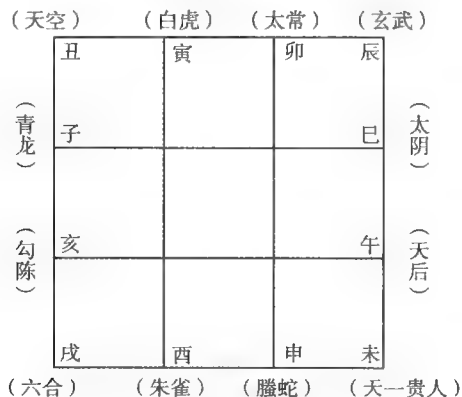 （天空） （白虎） （太常） （玄武）
丑 寅 卯 辰
（青龙） 子 巳 （太阴）
（勾陈） 亥 午 （天后）
戌 酉 申 未
（六合） （朱雀） （螣蛇） （天一贵人）